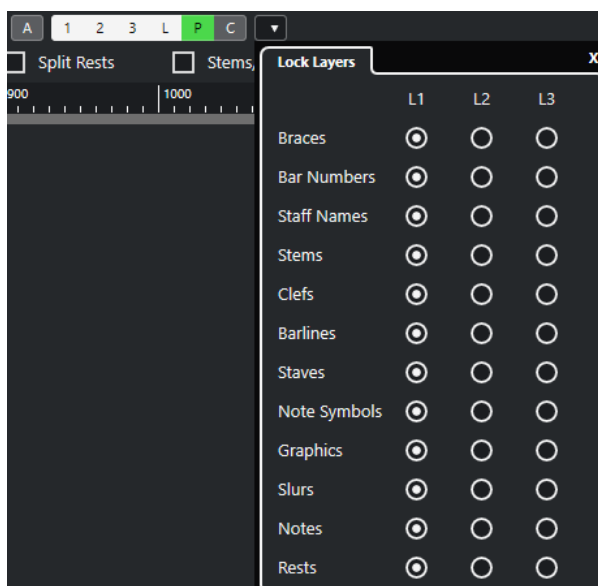 A 1 2 3 L P C
Split Rests Stems/
Lock Layers X
900 1000
L1 L2 L3
Braces
Bar Numbers
Staff Names
Stems
Clefs
Barlines
Staves
Note Symbols
Graphics
Slurs
Notes
Rests